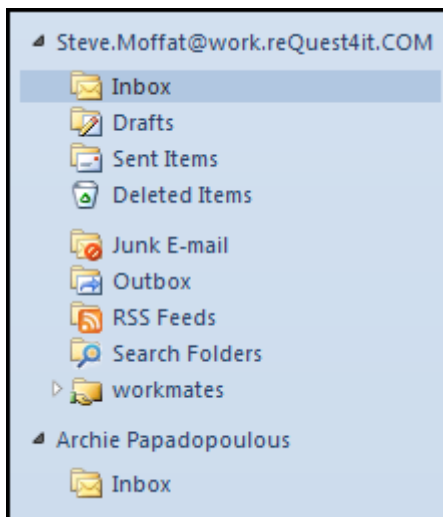 Steve.Moffat@work.reQuest4it.COM
Inbox
Drafts
Sent Items
Deleted Items
Junk E-mail
Outbox
RSS Feeds
Search Folders
workmates
Archie Papadopoulous
Inbox